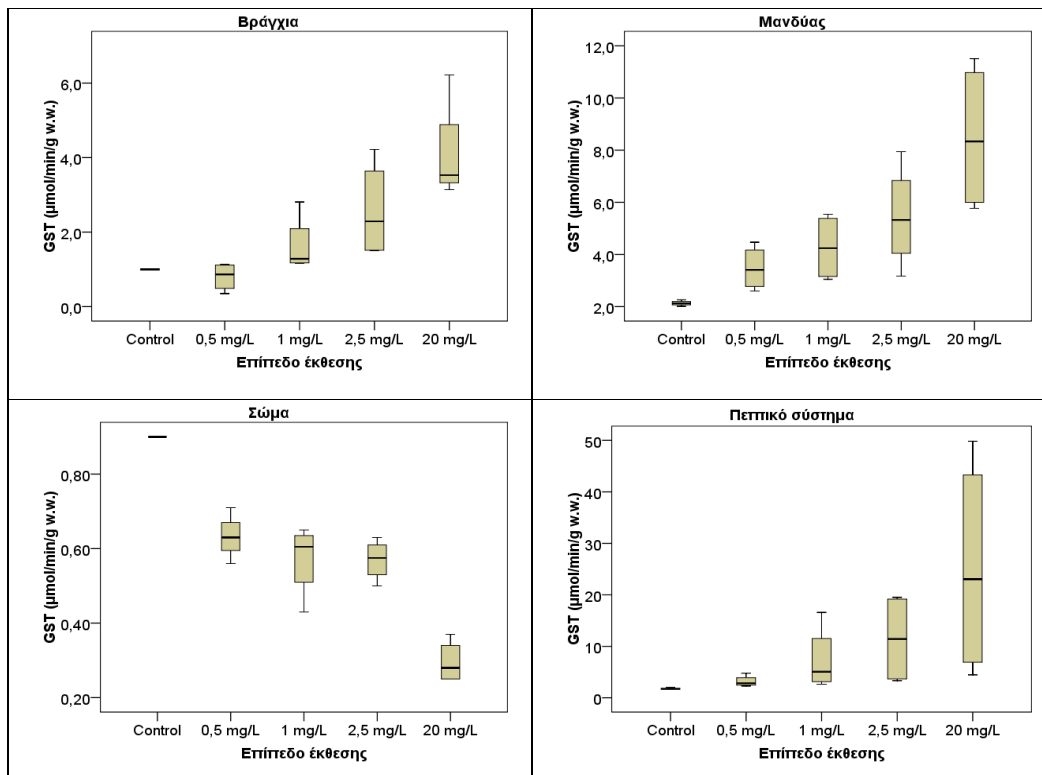 Βράγχια
GST (μmol/min/g w.w.)
6,0
4,0
2,0
0,0
Control 0,5 mg/L 1 mg/L 2,5 mg/L 20 mg/L
Επίπεδο έκθεσης
Μανδύας
GST (μmol/min/g w.w.)
12,0
10,0
8,0
6,0
4,0
2,0
Control 0,5 mg/L 1 mg/L 2,5 mg/L 20 mg/L
Επίπεδο έκθεσης
Σώμα
GST (μmol/min/g w.w.)
0,80
0,60
0,40
0,20
Control 0,5 mg/L 1 mg/L 2,5 mg/L 20 mg/L
Επίπεδο έκθεσης
Πεπτικό σύστημα
GST (μmol/min/g w.w.)
50
40
30
20
10
0
Control 0,5 mg/L 1 mg/L 2,5 mg/L 20 mg/L
Επίπεδο έκθεσης